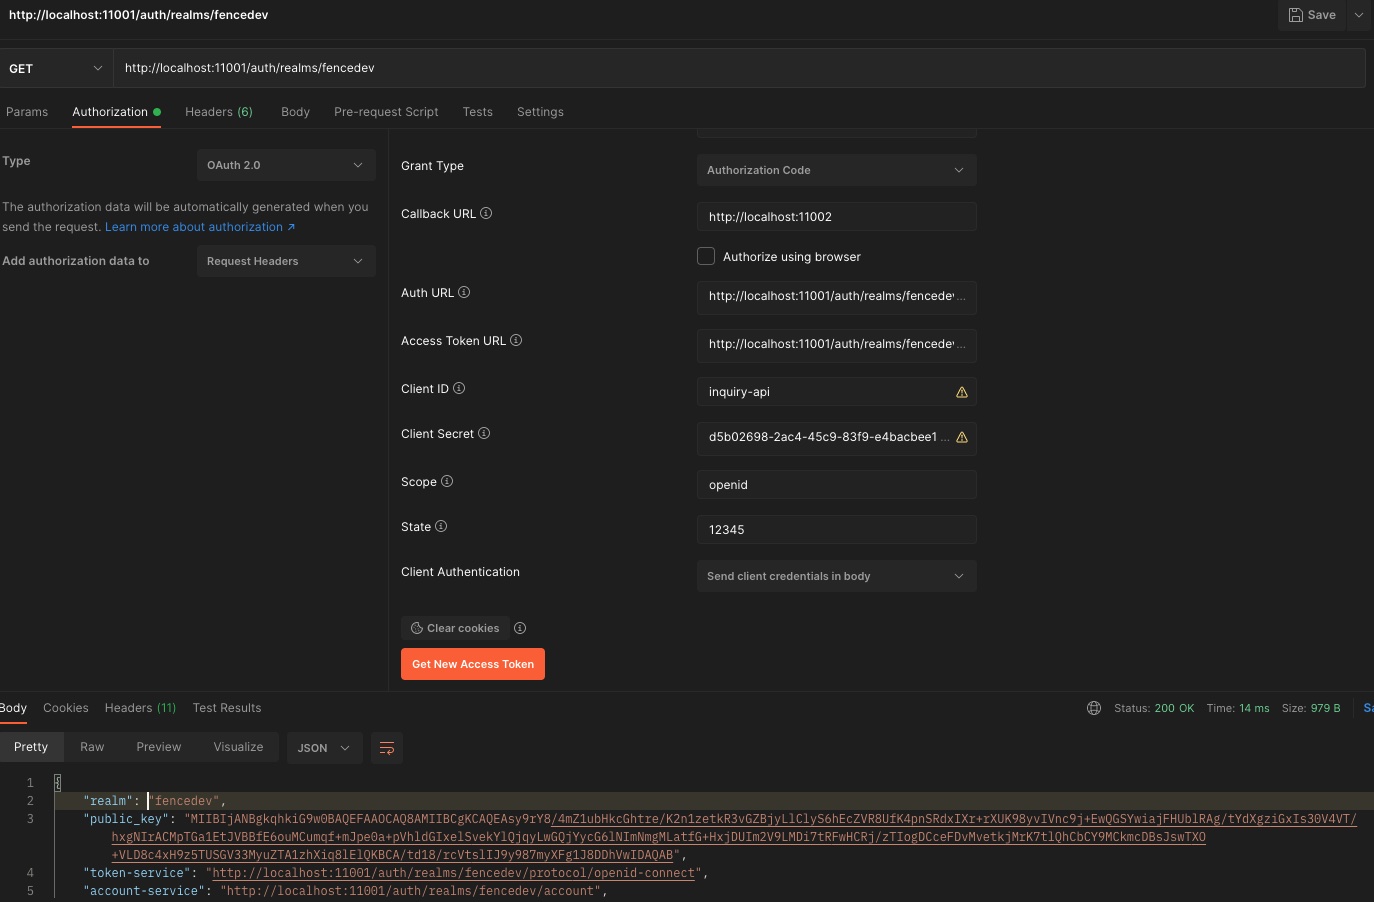 http://localhost:11001/auth/realms/fencedev
Save
GET
http://localhost:11001/auth/realms/fencedev
Params Authorization Headers (6) Body Pre-request Script Tests Settings
Type
OAuth 2.0
The authorization data will be automatically generated when you
send the request. Learn more about authorization ↗
Add authorization data to
Request Headers
Grant Type
Authorization Code
Callback URL
http://localhost:11002
Authorize using browser
Auth URL
http://localhost:11001/auth/realms/fencedev…
Access Token URL
http://localhost:11001/auth/realms/fencedev…
Client ID
inquiry-api
Client Secret
d5b02698-2ac4-45c9-83f9-e4bacbee1 …
Scope
openid
State
12345
Client Authentication
Send client credentials in body
Clear cookies
Get New Access Token
Body Cookies Headers (11) Test Results
Status: 200 OK Time: 14 ms Size: 979 B Sa
Pretty Raw Preview Visualize JSON
1 {
2 "realm": "fencedev",
3 "public_key": "MIIBIjANBgkqhkiG9w0BAQEFAAOCAQ8AMIIBCgKCAQEAsy9rY8/4mZ1ubHkcGhtre/K2n1zetkR3vGZBjyLlClyS6hEcZVR8UfK4pnSRdxIXr+rXUK98yvIVnc9j+EwQGSYwiajFHUblRAg/tYdXgziGxIs30V4VT/
hxgNIrACMpTGa1EtJVBBfE6ouMCumqf+mJpe0a+pVhldGIxelSvekYlQjqyLwGQjYycG6lNImNmgMLatfG+HxjDUIm2V9LMDi7tRFwHCRj/zTIogDCceFDvMvetkjMrK7tlQhCbCY9MCkmcDBsJswTXO
+VLD8c4xH9z5TUSGV33MyuZTA1zhXiq8lElQKBCA/td18/rcVtslIJ9y987myXFg1J8DDhVwIDAQAB",
4 "token-service": "http://localhost:11001/auth/realms/fencedev/protocol/openid-connect",
5 "account-service": "http://localhost:11001/auth/realms/fencedev/account",